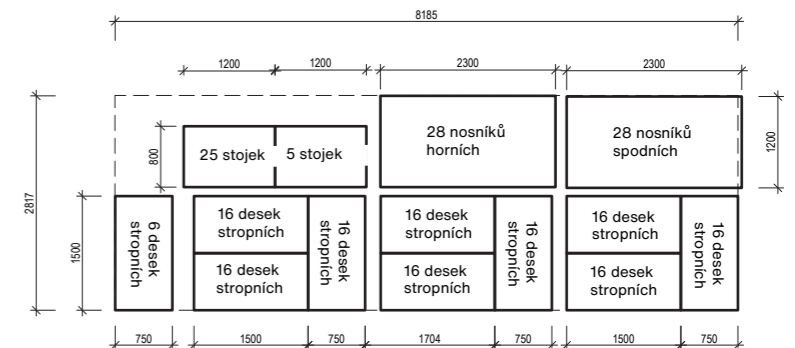 8185
1200
1200
2300
2300
28 nosníků
horních
28 nosníků
spodních
25 stojek
5 stojek
800
1200
2817
1500
6 desek
stropních
16 desek
stropních
16 desek
stropních
16 desek
stropních
16 desek
stropních
16 desek
stropních
16 desek
stropních
16 desek
stropních
16 desek
stropních
16 desek
stropních
750
1500
750
1704
750
1500
750